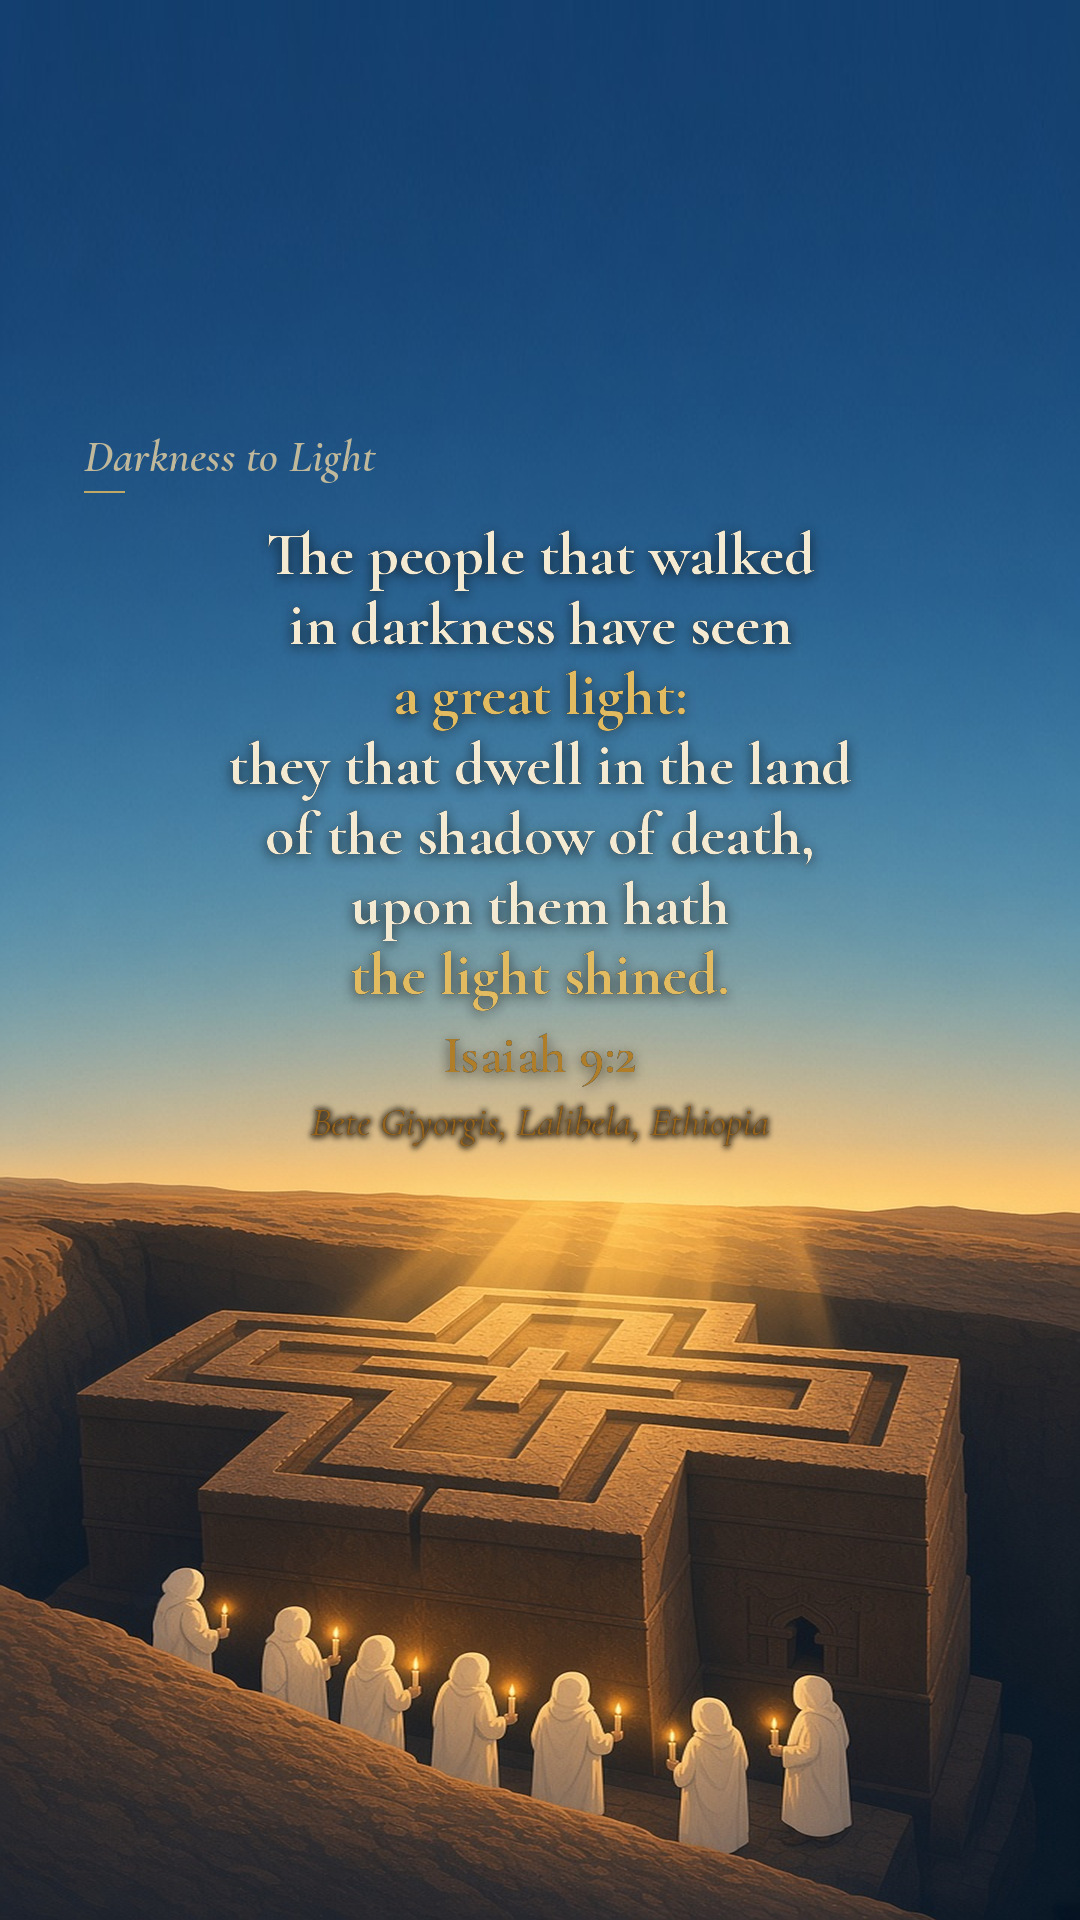 Darkness to Light
The people that walked
in darkness have seen
a great light:
they that dwell in the land
of the shadow of death,
upon them hath
the light shined.
Isaiah 9:2
Bete Giyorgis, Lalibela, Ethiopia